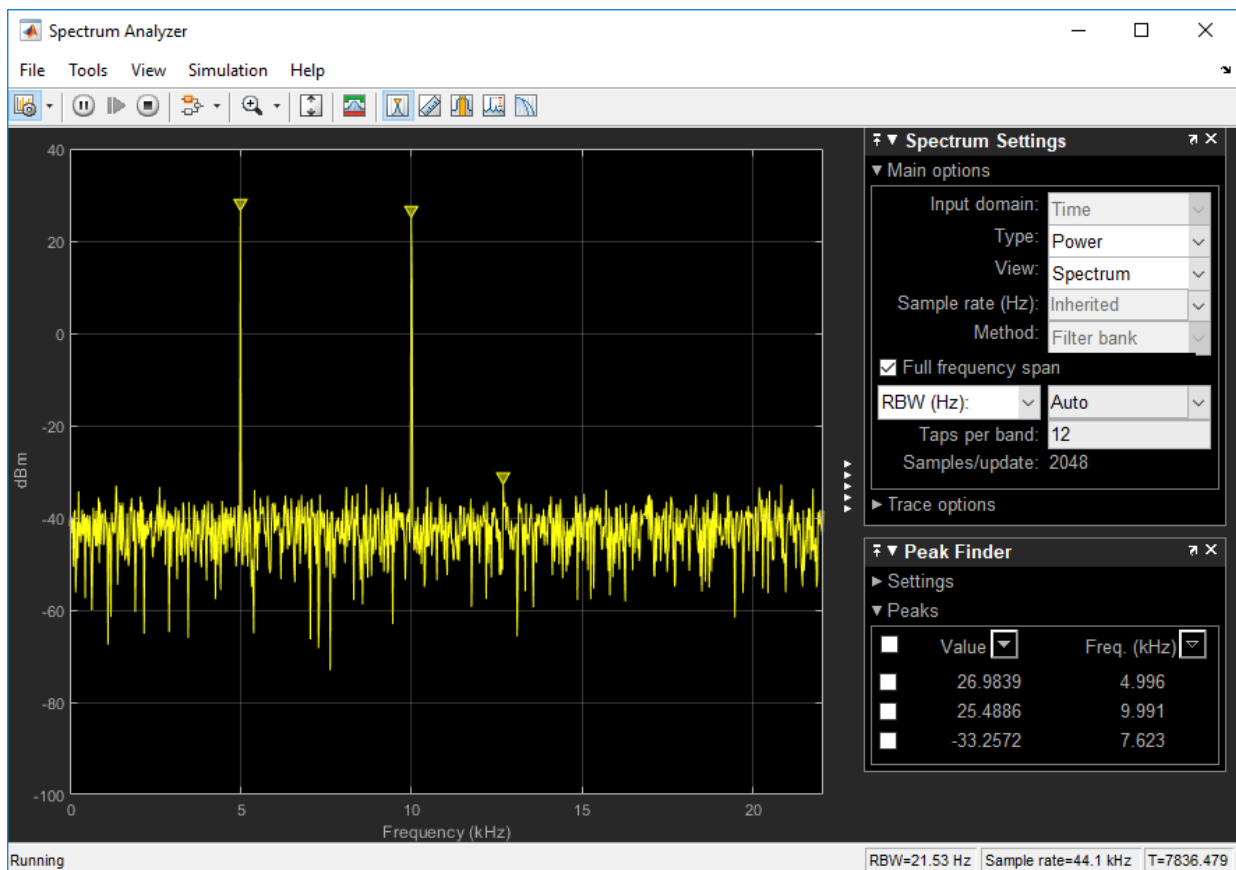 Spectrum Analyzer
File Tools View Simulation Help
40
20
0
-20
-40
-60
-80
-100
dBm
0 5 10 15 20
Frequency (kHz)
Spectrum Settings
Main options
Input domain: Time
Type: Power
View: Spectrum
Sample rate (Hz): Inherited
Method: Filter bank
Full frequency span
RBW (Hz): Auto
Taps per band: 12
Samples/update: 2048
Trace options
Peak Finder
Settings
Peaks
Value Freq. (kHz)
26.9839 4.996
25.4886 9.991
-33.2572 7.623
Running RBW=21.53 Hz Sample rate=44.1 kHz T=7836.479